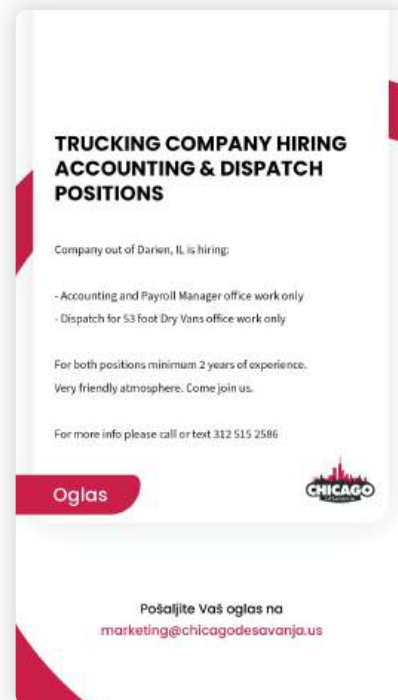 TRUCKING COMPANY HIRING
ACCOUNTING & DISPATCH
POSITIONS
Company out of Darien, IL is hiring:
- Accounting and Payroll Manager office work only
- Dispatch for 53 foot Dry Vans office work only
For both positions minimum 2 years of experience.
Very friendly atmosphere. Come join us.
For more info please call or text 312 515 2586
Oglas
CHICAGO
Pošaljite Vaš oglas na
marketing@chicagodesavanja.us